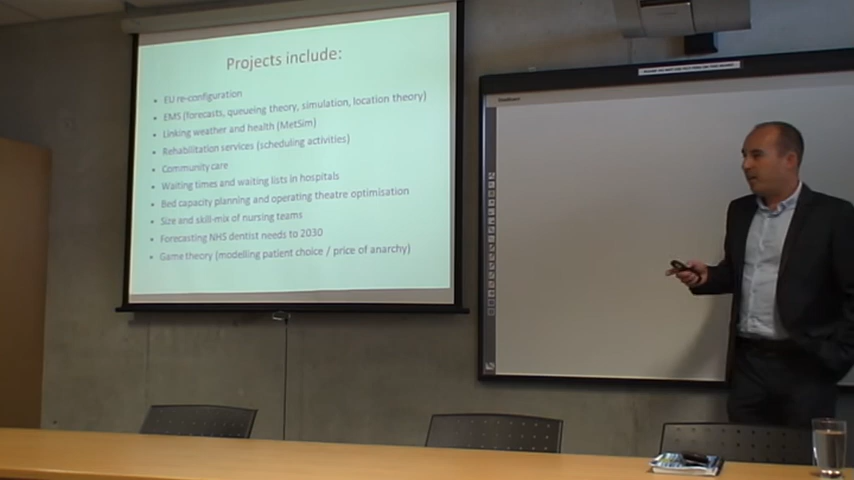 Projects include:
• EU re-configuration
• EMS (forecasts, queueing theory, simulation, location theory)
• Linking weather and health (MetSim)
• Rehabilitation services (scheduling activities)
• Community care
• Waiting times and waiting lists in hospitals
• Bed capacity planning and operating theatre optimisation
• Size and skill-mix of nursing teams
• Forecasting NHS dentist needs to 2030
• Game theory (modelling patient choice / price of anarchy)